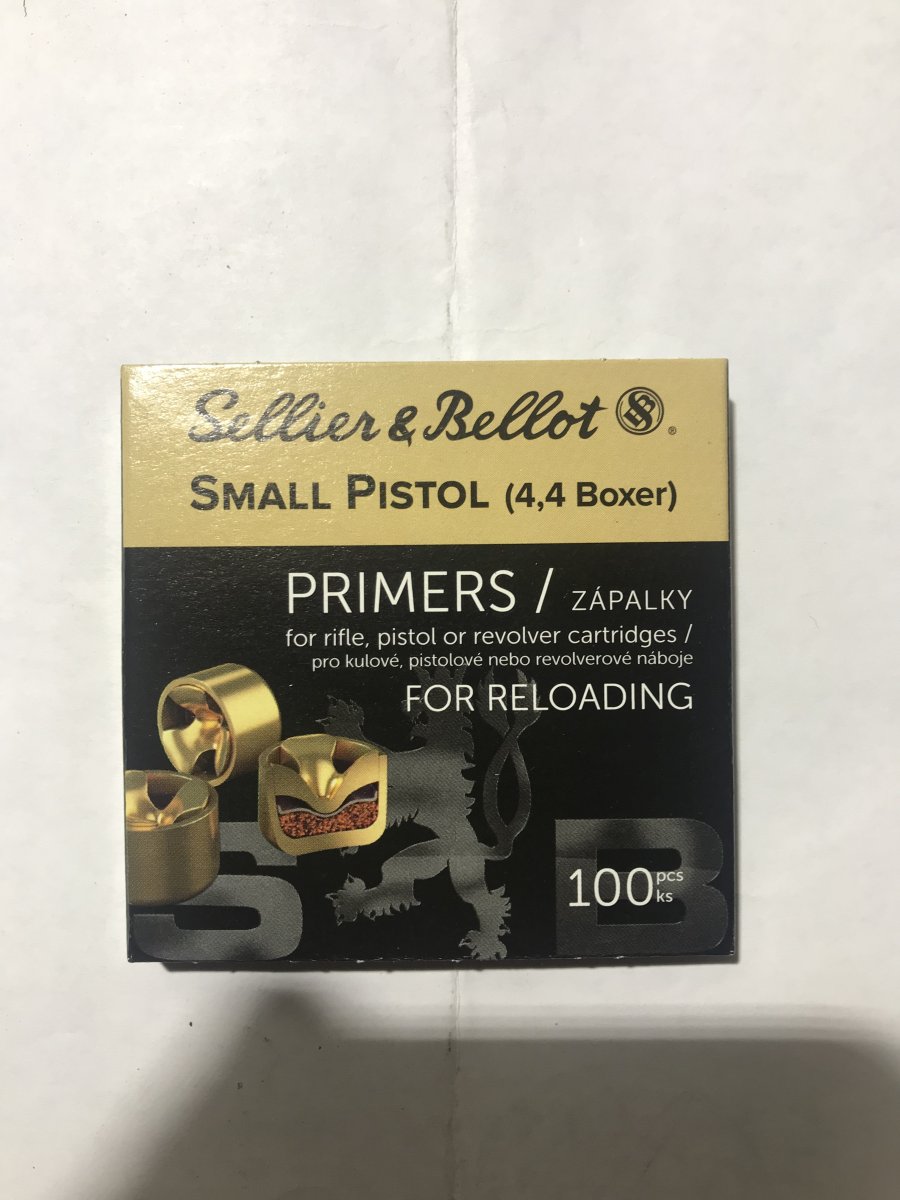 Sellier & Bellot SB ®
SMALL PISTOL (4,4 Boxer)
PRIMERS / ZÁPALKY
for rifle, pistol or revolver cartridges /
pro kulové, pistolové nebo revolverové náboje
FOR RELOADING
S B
100 pcs
ks